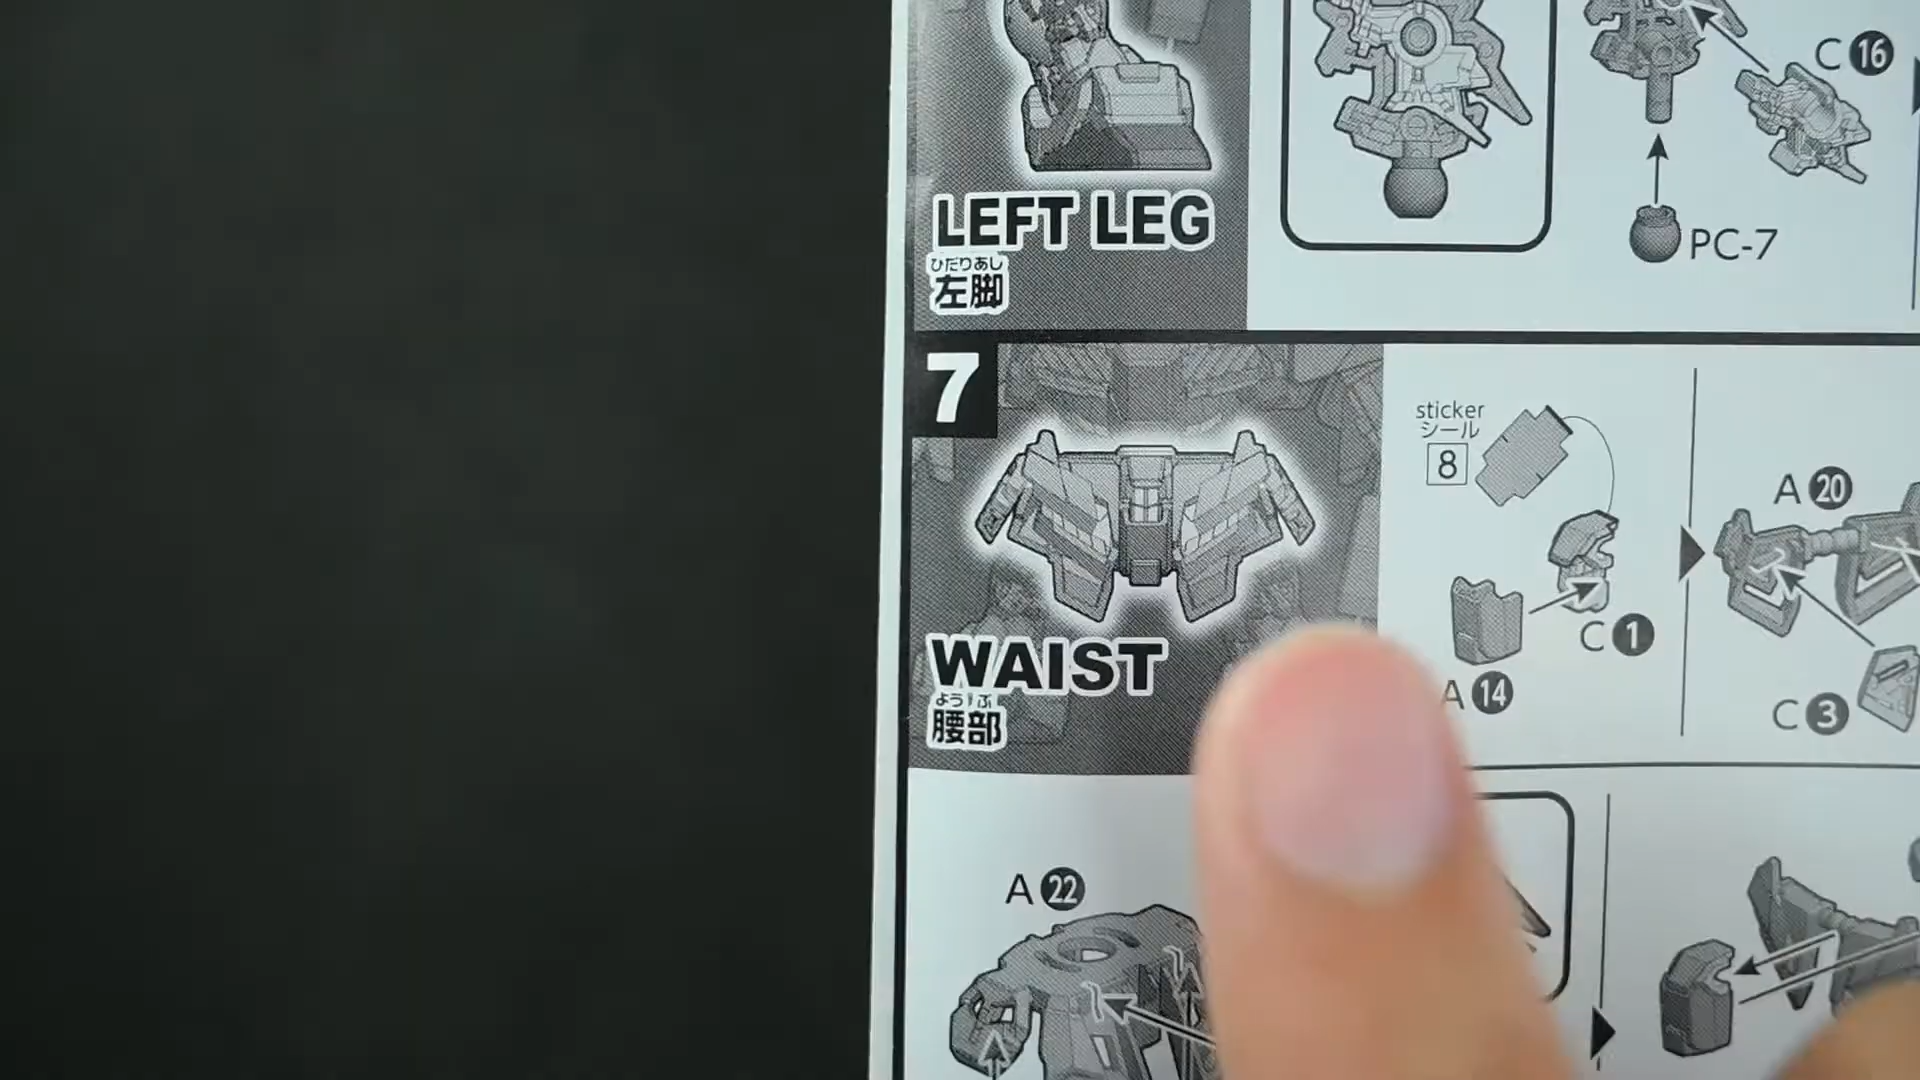 C 16
PC-7
LEFT LEG
ひだりあし
左脚
7
sticker
シール
8
A 20
C 1
A 14
C 3
WAIST
ようぶ
腰部
A 22